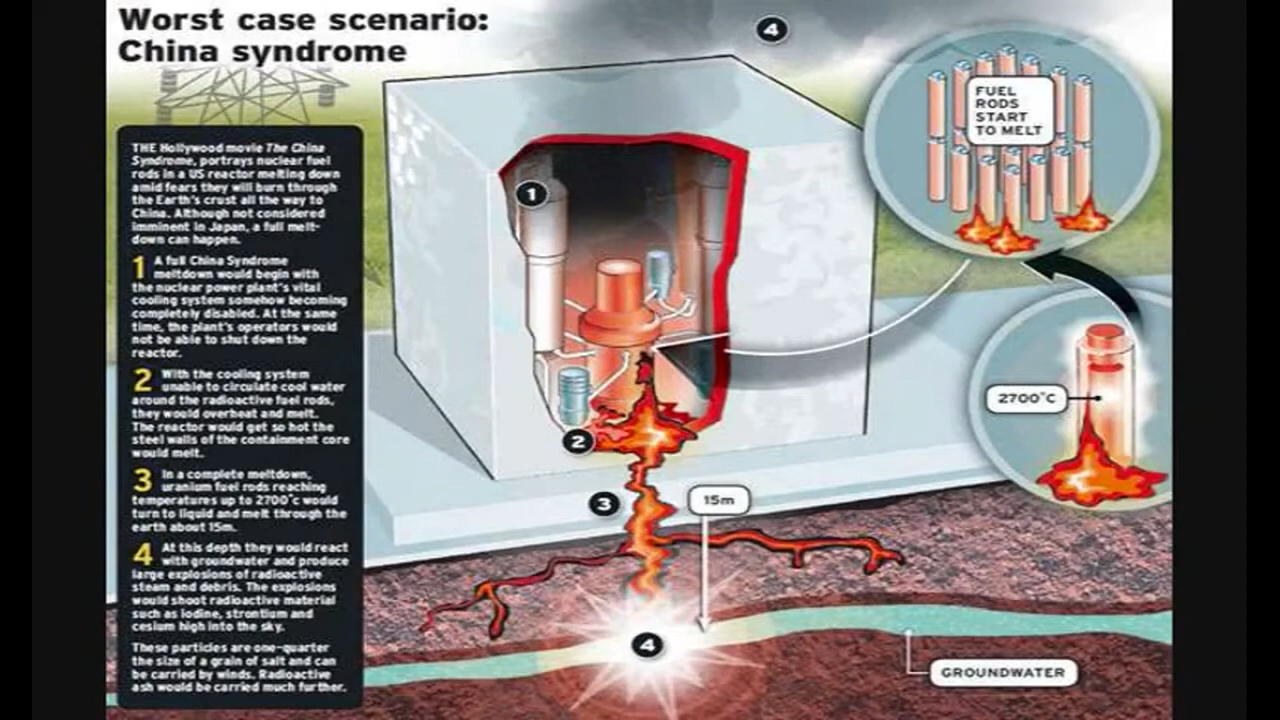 Worst case scenario:
China syndrome
THE Hollywood movie The China
Syndrome, portrays nuclear fuel
rods in a US reactor melting down
amid fears they will burn through
the Earth's crust all the way to
China. Although not considered
imminent in Japan, a full melt-
down can happen.
1 A full China Syndrome
meltdown would begin with
the nuclear power plant's vital
cooling system somehow becoming
completely disabled. At the same
time, the plant's operators would
not be able to shut down the
reactor.
2 With the cooling system
unable to circulate cool water
around the radioactive fuel rods,
they would overheat and melt.
The reactor would get so hot the
steel walls of the containment core
would melt.
3 In a complete meltdown,
uranium fuel rods reaching
temperatures up to 2700°c would
turn to liquid and melt through the
earth about 15m.
4 At this depth they would react
with groundwater and produce
large explosions of radioactive
steam and debris. The explosions
would shoot radioactive material
such as iodine, strontium and
cesium high into the sky.
These particles are one-quarter
the size of a grain of salt and can
be carried by winds. Radioactive
ash would be carried much further.
4
1
2
3
15m
4
GROUNDWATER
FUEL
RODS
START
TO MELT
2700°C